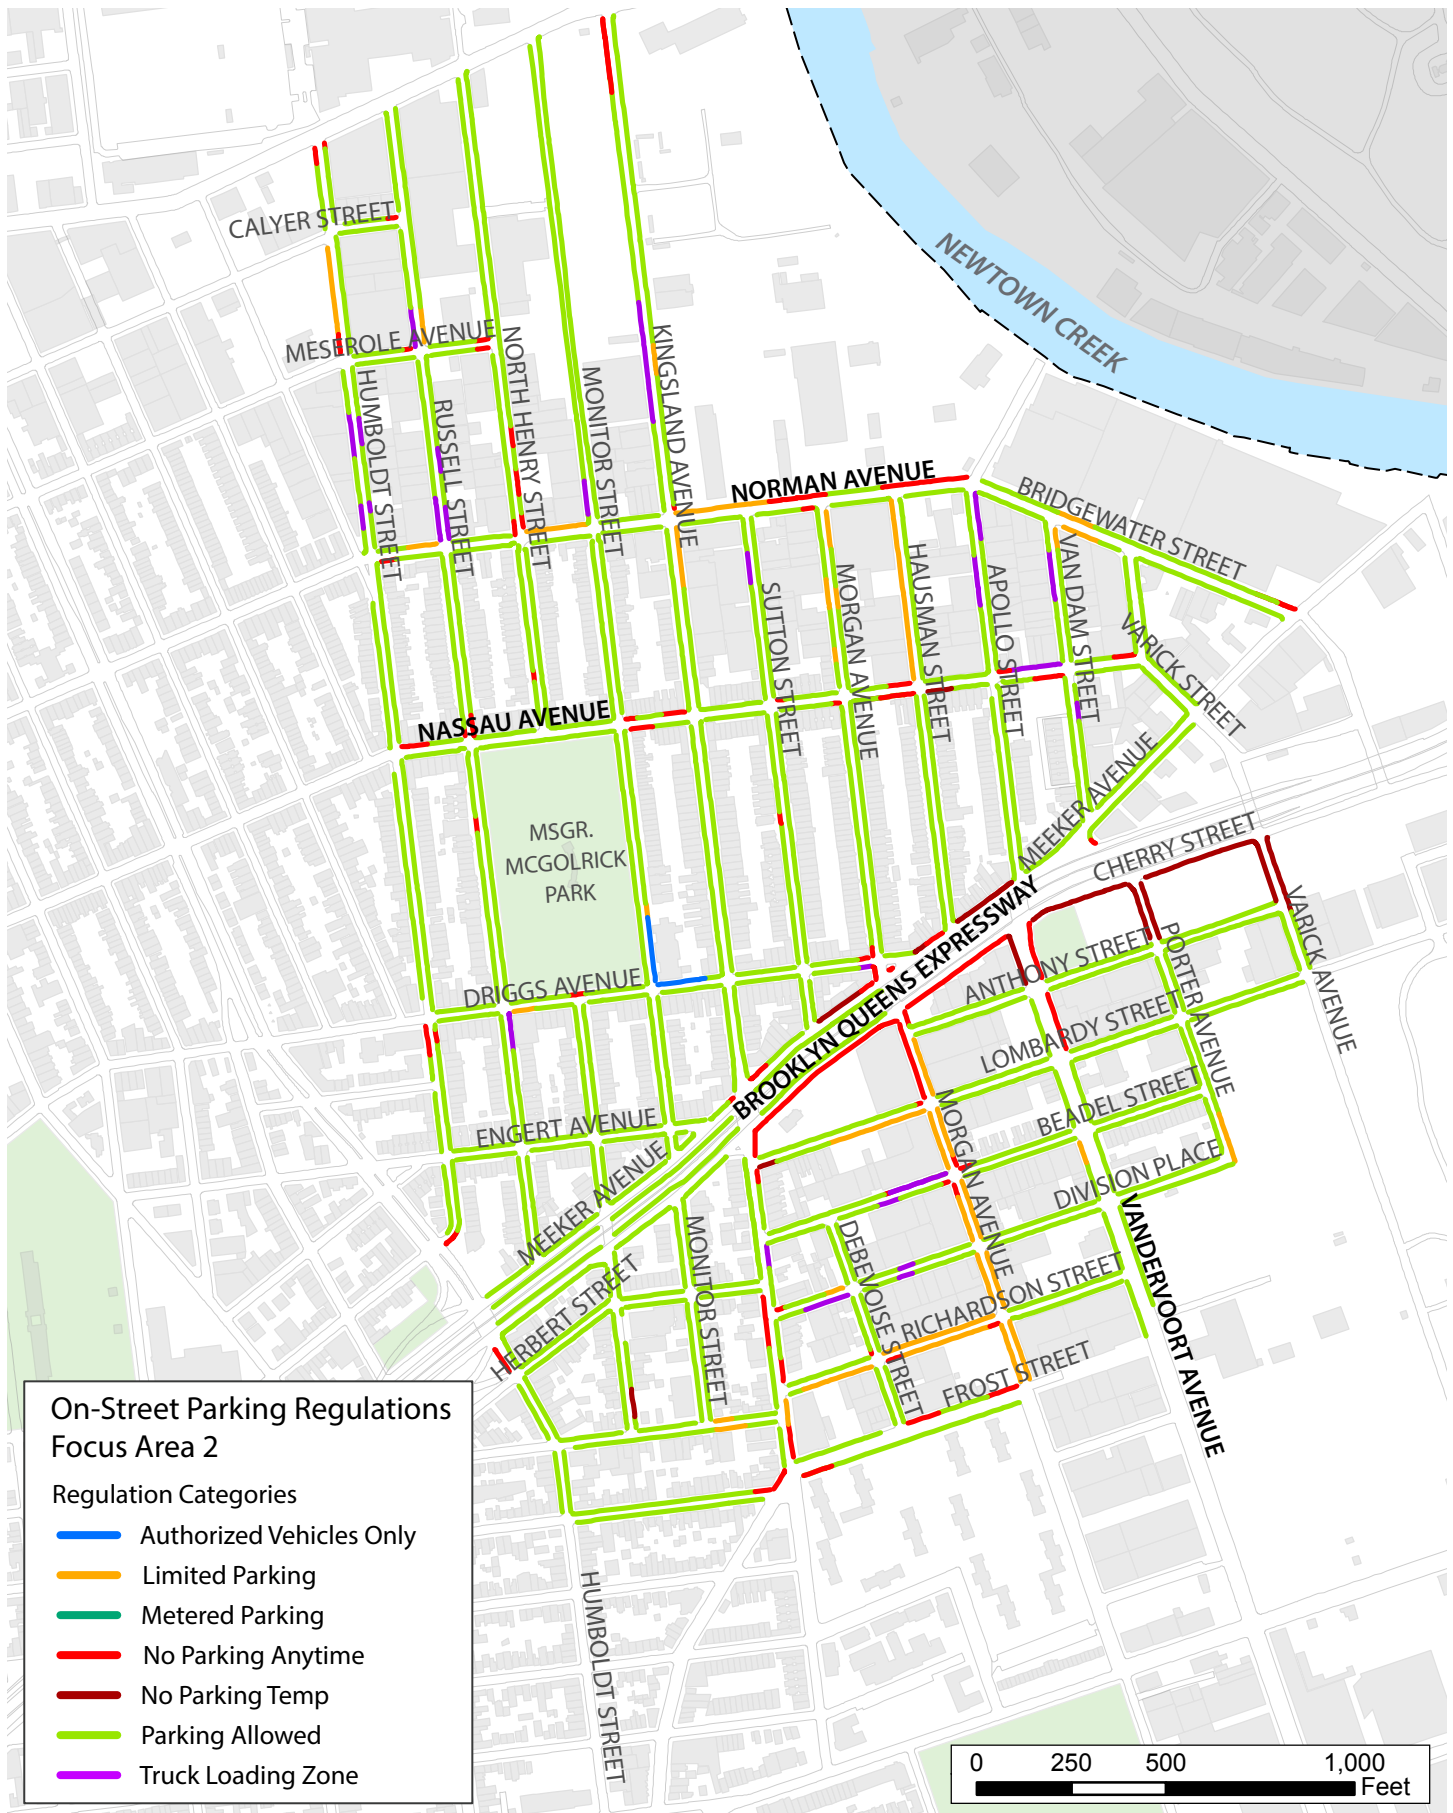 CALYER STREET
NEWTOWN CREEK
MESEROLE AVENUE
HUMBOLDT STREET
RUSSELL STREET
NORTH HENRY STREET
MONITOR STREET
KINGSLAND AVENUE
NORMAN AVENUE
BRIDGEWATER STREET
SUTTON STREET
MORGAN AVENUE
HAUSMAN STREET
APOLLO STREET
VANDAM STREET
VARICK STREET
NASSAU AVENUE
MEEKER AVENUE
MSGR.
MCGOLRICK
PARK
CHERRY STREET
VARICK AVENUE
BROOKLYN QUEENS EXPRESSWAY
ANTHONY STREET
PORTER AVENUE
DRIGGS AVENUE
LOMBARDY STREET
BEADEL STREET
ENGERT AVENUE
MORGAN AVENUE
MEEKER AVENUE
DIVISION PLACE
VANDERVOORT AVENUE
MONITOR STREET
DEBEVOISE STREET
HERBERT STREET
RICHARDSON STREET
FROST STREET
HUMBOLDT STREET
On-Street Parking Regulations
Focus Area 2
Regulation Categories
Authorized Vehicles Only
Limited Parking
Metered Parking
No Parking Anytime
No Parking Temp
Parking Allowed
Truck Loading Zone
0 250 500 1,000
Feet